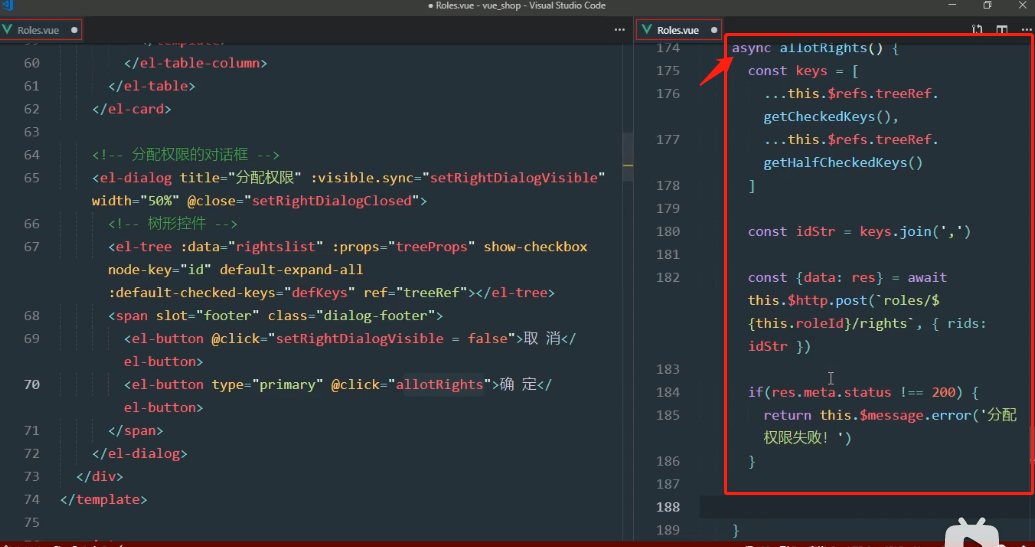 ● Roles.vue - vue_shop - Visual Studio Code
Roles.vue ●
Roles.vue ●
60 </el-table-column>
61 </el-table>
62 </el-card>
63
64 <!-- 分配权限的对话框 -->
65 <el-dialog title="分配权限" :visible.sync="setRightDialogVisible"
width="50%" @close="setRightDialogClosed">
66 <!-- 树形控件 -->
67 <el-tree :data="rightslist" :props="treeProps" show-checkbox
node-key="id" default-expand-all
:default-checked-keys="defKeys" ref="treeRef"></el-tree>
68 <span slot="footer" class="dialog-footer">
69 <el-button @click="setRightDialogVisible = false">取 消</
el-button>
70 <el-button type="primary" @click="allotRights">确 定</
el-button>
71 </span>
72 </el-dialog>
73 </div>
74 </template>
75
174 async allotRights() {
175 const keys = [
176 ...this.$refs.treeRef.
getCheckedKeys(),
177 ...this.$refs.treeRef.
getHalfCheckedKeys()
178 ]
179
180 const idStr = keys.join(',')
181
182 const {data: res} = await
this.$http.post(`roles/$
{this.roleId}/rights`, { rids:
idStr })
183
184 if(res.meta.status !== 200) {
185 return this.$message.error('分配
权限失败！')
186 }
187
188
189 }